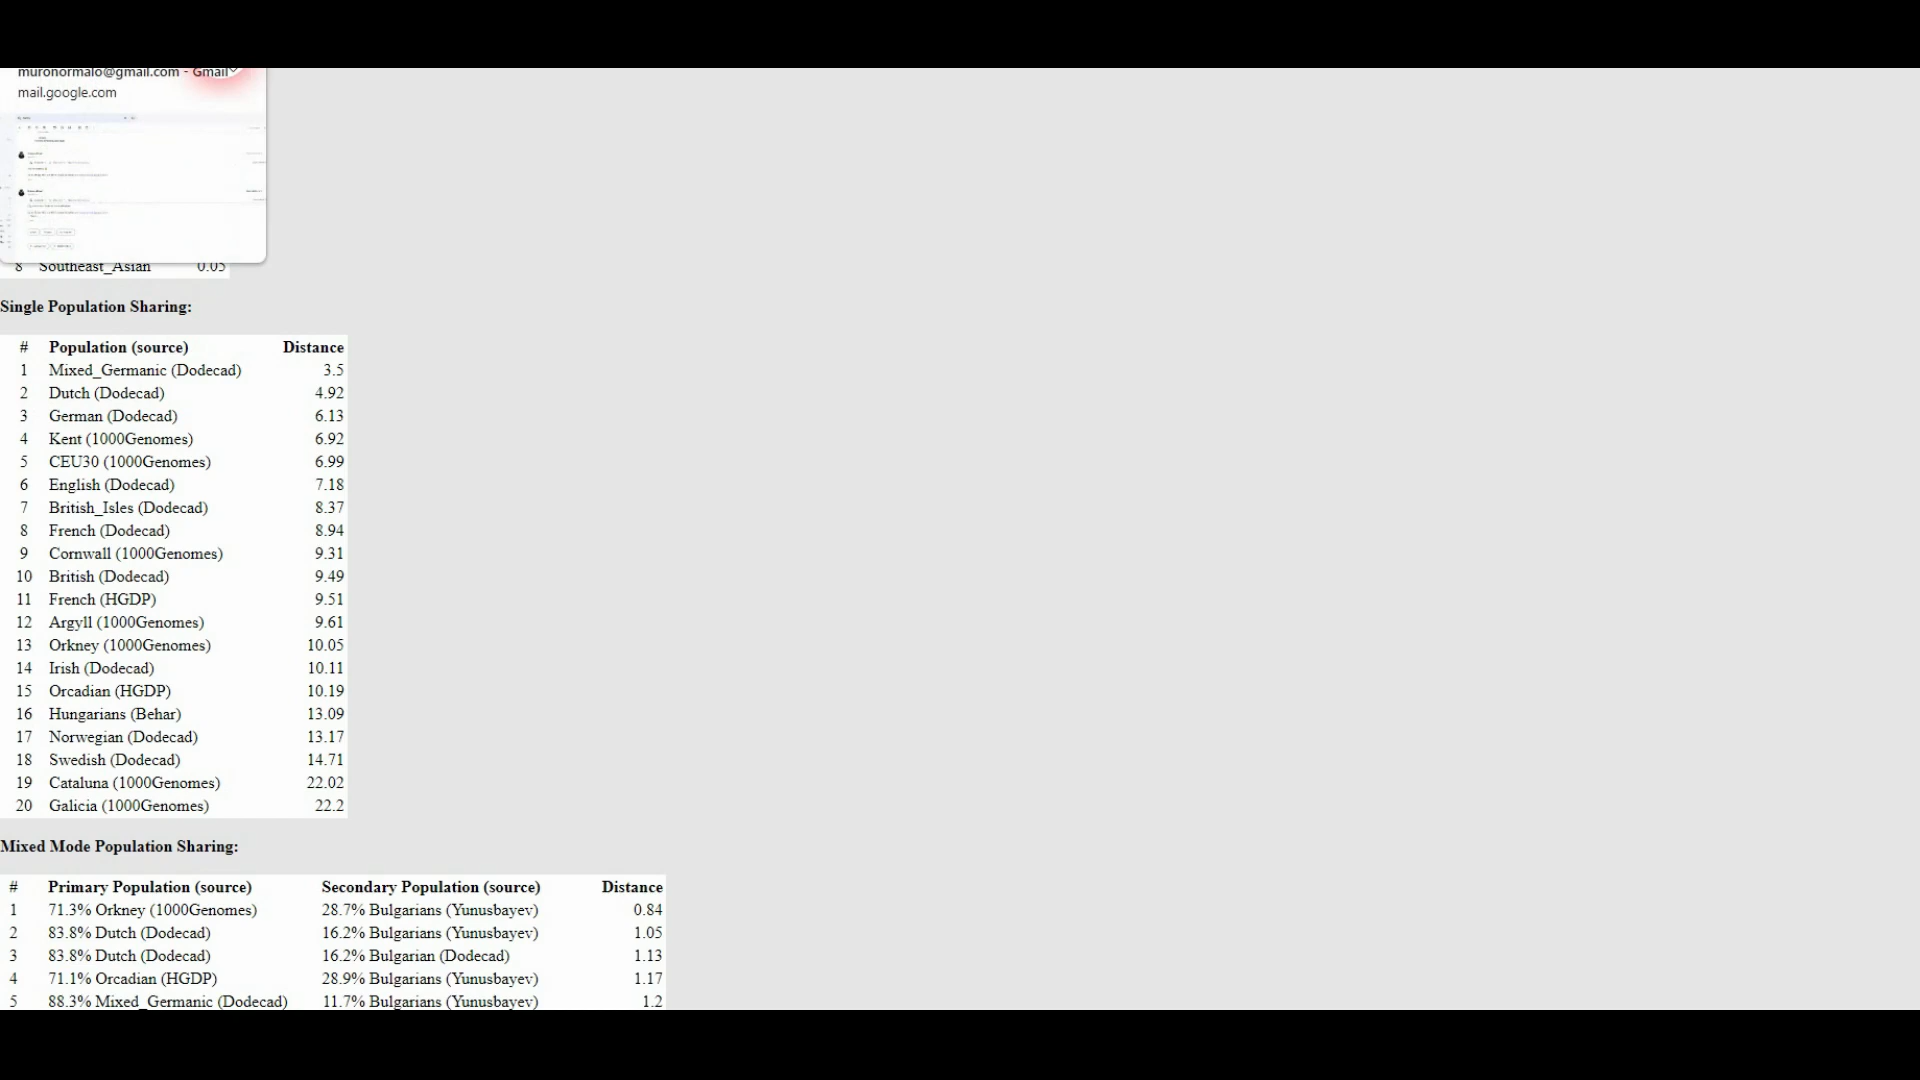 muronormalo@gmail.com - Gmail
mail.google.com
8 Southeast_Asian 0.05
Single Population Sharing:
# Population (source) Distance
1 Mixed_Germanic (Dodecad) 3.5
2 Dutch (Dodecad) 4.92
3 German (Dodecad) 6.13
4 Kent (1000Genomes) 6.92
5 CEU30 (1000Genomes) 6.99
6 English (Dodecad) 7.18
7 British_Isles (Dodecad) 8.37
8 French (Dodecad) 8.94
9 Cornwall (1000Genomes) 9.31
10 British (Dodecad) 9.49
11 French (HGDP) 9.51
12 Argyll (1000Genomes) 9.61
13 Orkney (1000Genomes) 10.05
14 Irish (Dodecad) 10.11
15 Orcadian (HGDP) 10.19
16 Hungarians (Behar) 13.09
17 Norwegian (Dodecad) 13.17
18 Swedish (Dodecad) 14.71
19 Cataluna (1000Genomes) 22.02
20 Galicia (1000Genomes) 22.2
Mixed Mode Population Sharing:
# Primary Population (source) Secondary Population (source) Distance
1 71.3% Orkney (1000Genomes) 28.7% Bulgarians (Yunusbayev) 0.84
2 83.8% Dutch (Dodecad) 16.2% Bulgarians (Yunusbayev) 1.05
3 83.8% Dutch (Dodecad) 16.2% Bulgarian (Dodecad) 1.13
4 71.1% Orcadian (HGDP) 28.9% Bulgarians (Yunusbayev) 1.17
5 88.3% Mixed_Germanic (Dodecad) 11.7% Bulgarians (Yunusbayev) 1.2